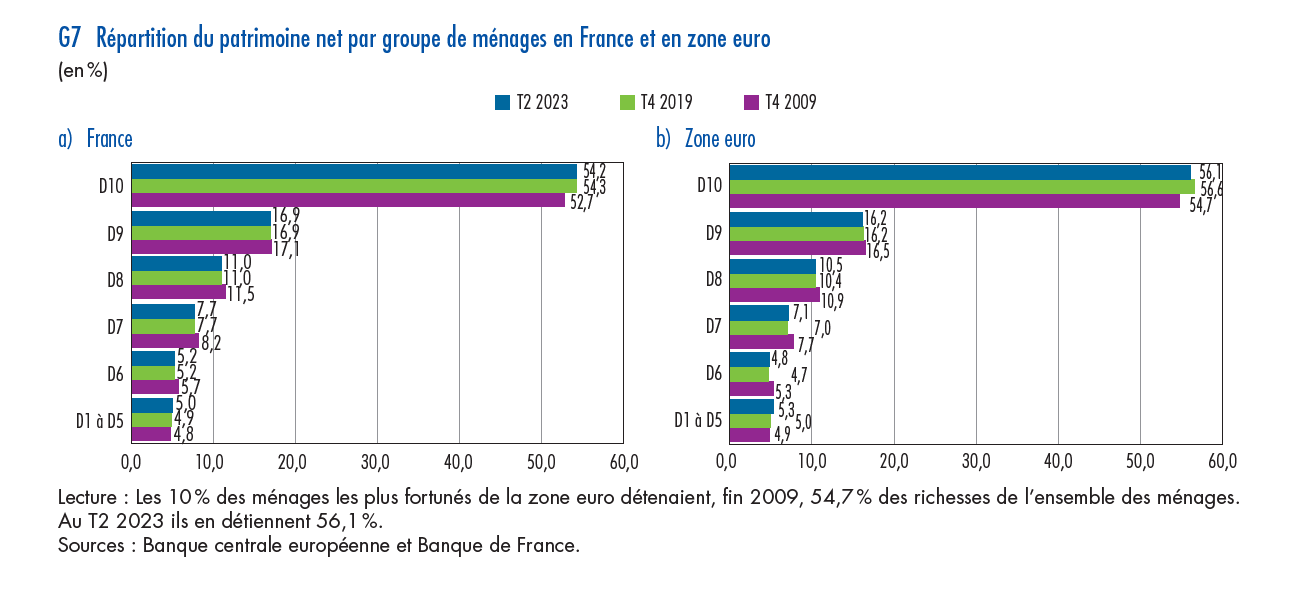 G7 Répartition du patrimoine net par groupe de ménages en France et en zone euro
(en %)
T2 2023 T4 2019 T4 2009
a) France
D10
54,2
54,3
52,7
D9
16,9
16,9
17,1
D8
11,0
11,0
11,5
D7
7,7
7,7
8,2
D6
5,2
5,2
5,7
D1 à D5
5,0
4,9
4,8
0,0 10,0 20,0 30,0 40,0 50,0 60,0
b) Zone euro
D10
56,1
56,6
54,7
D9
16,2
16,2
16,5
D8
10,5
10,4
10,9
D7
7,1
7,0
7,7
D6
4,8
4,7
5,3
D1 à D5
5,3
5,0
4,9
0,0 10,0 20,0 30,0 40,0 50,0 60,0
Lecture : Les 10 % des ménages les plus fortunés de la zone euro détenaient, fin 2009, 54,7 % des richesses de l’ensemble des ménages.
Au T2 2023 ils en détiennent 56,1 %.
Sources : Banque centrale européenne et Banque de France.